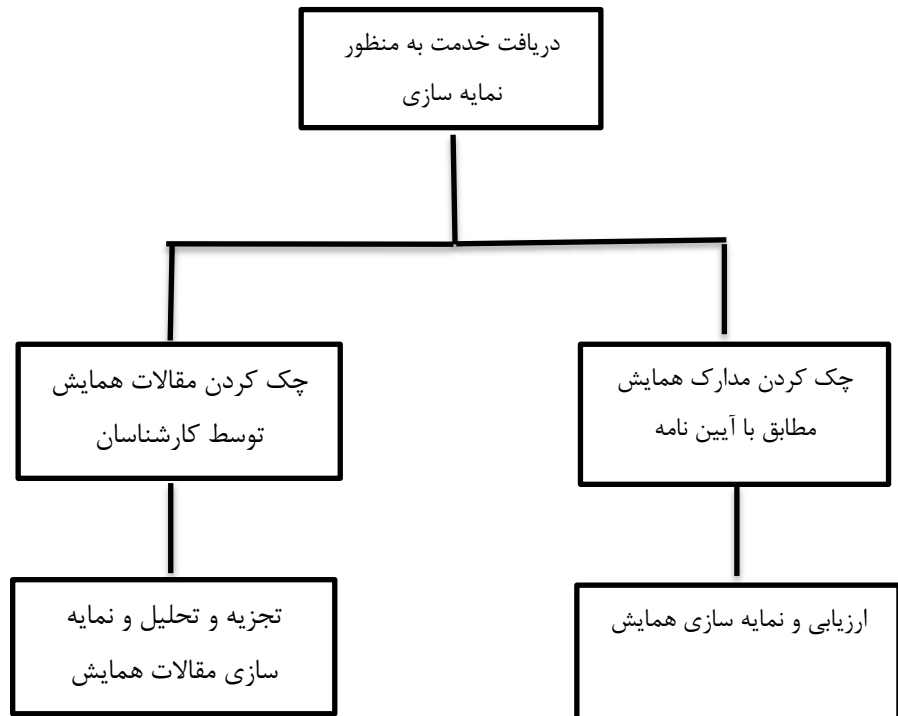 دریافت خدمت به منظور
نمایه سازی
چک کردن مدارک همایش
مطابق با آیین نامه
چک کردن مقالات همایش
توسط کارشناسان
ارزیابی و نمایه سازی همایش
تجزیه و تحلیل و نمایه
سازی مقالات همایش